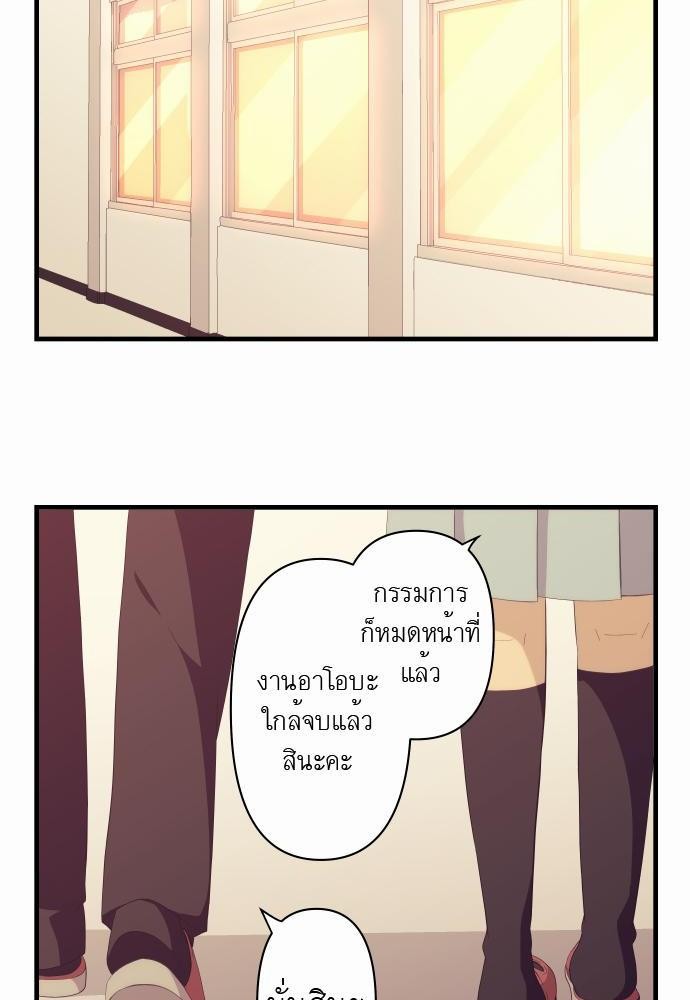 กรรมการ
ก็หมดหน้าที่
แล้ว
งานอาโอบะ
ใกล้จบแล้ว
สินะคะ